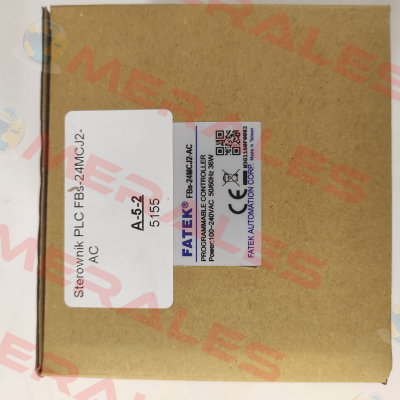 Sterownik PLC FBs-24MCJ2-
AC
A-5-2
5155
FATEK®
FBs-24MCJ2-AC
PROGRAMMABLE CONTROLLER
Power:100~240VAC 50/60Hz 36W
CE
Made in Taiwan
FATEK AUTOMATION CORP.
MERALES